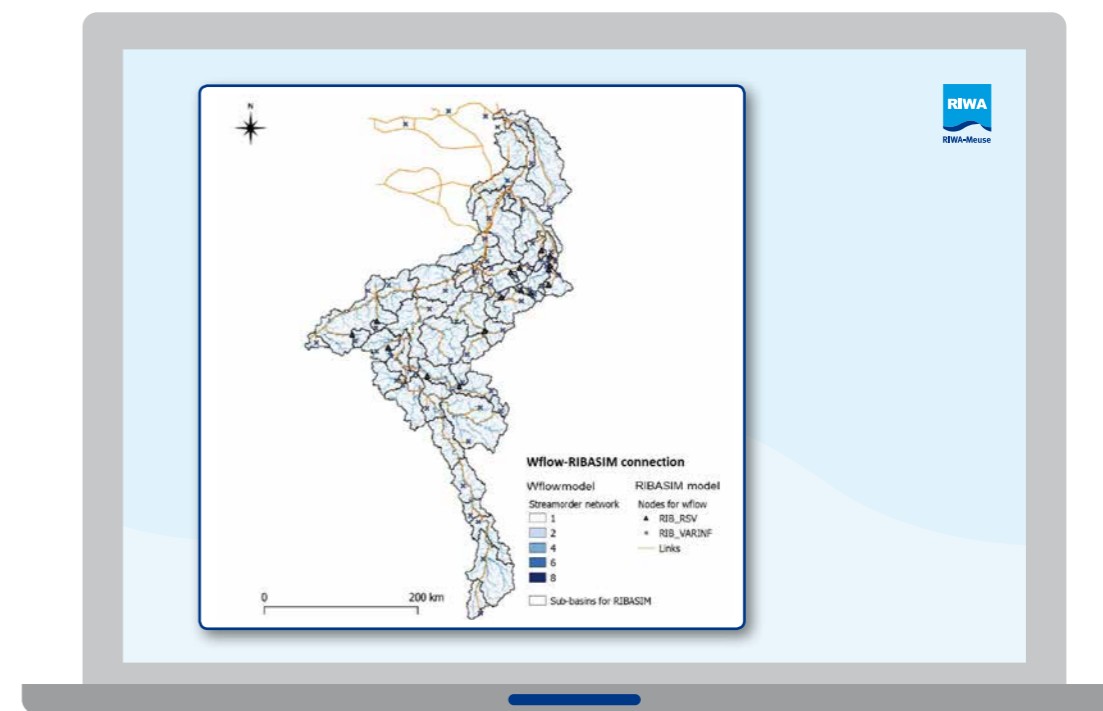 N
RIWA
RIWA-Meuse
Wflow-RIBASIM connection
Wflowmodel
Streamorder network
1
2
4
6
8
Sub-basins for RIBASIM
RIBASIM model
Nodes for wflow
RIB_RSV
RIB_VARINF
Links
0 200 km